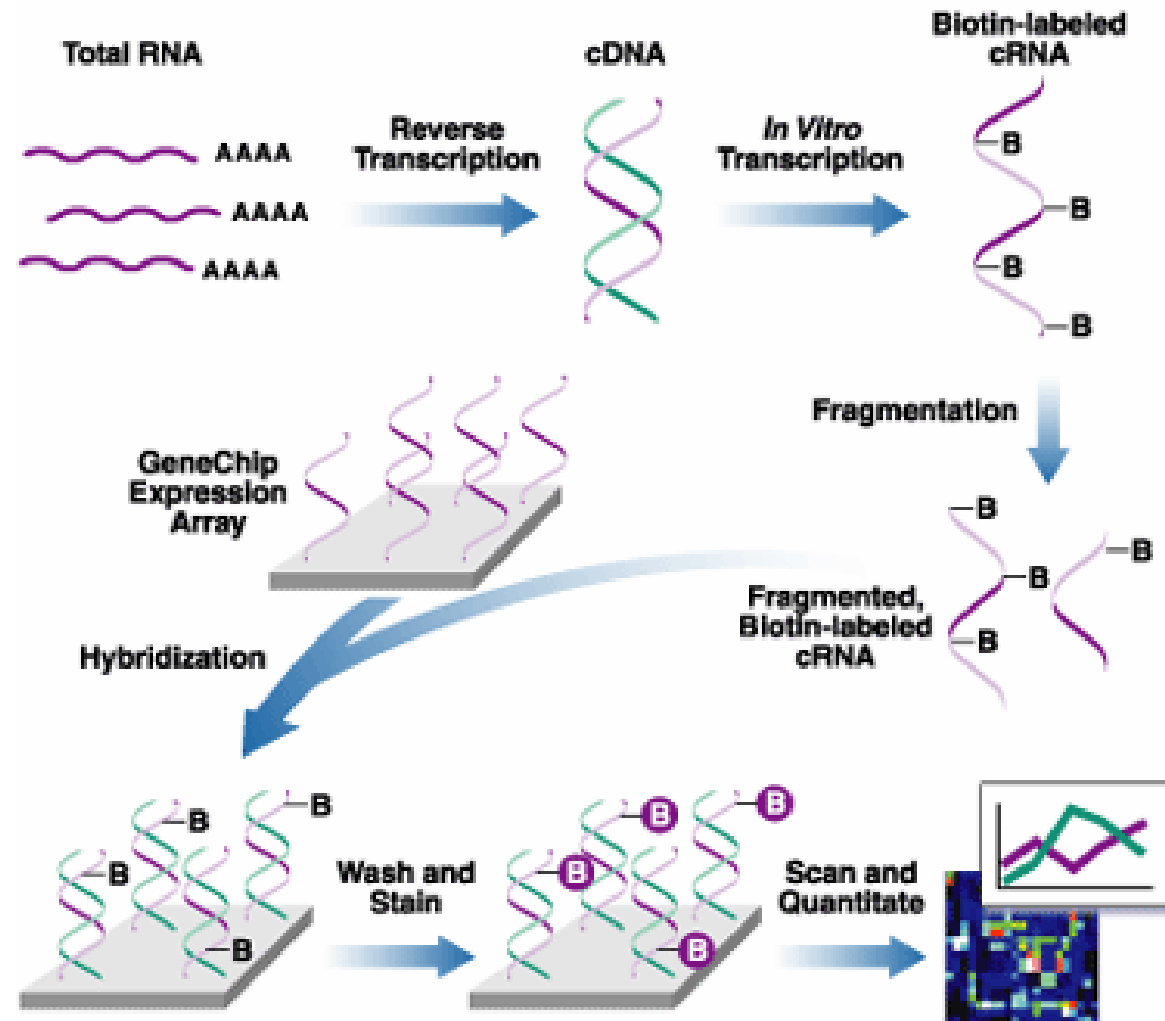 Total RNA
cDNA
Biotin-labeled
cRNA
AAAA
AAAA
AAAA
Reverse
Transcription
In Vitro
Transcription
B
B
B
B
Fragmentation
GeneChip
Expression
Array
B
B
B
B
Fragmented,
Biotin-labeled
cRNA
Hybridization
B
B
B
B
Wash and
Stain
B
B
B
B
Scan and
Quantitate